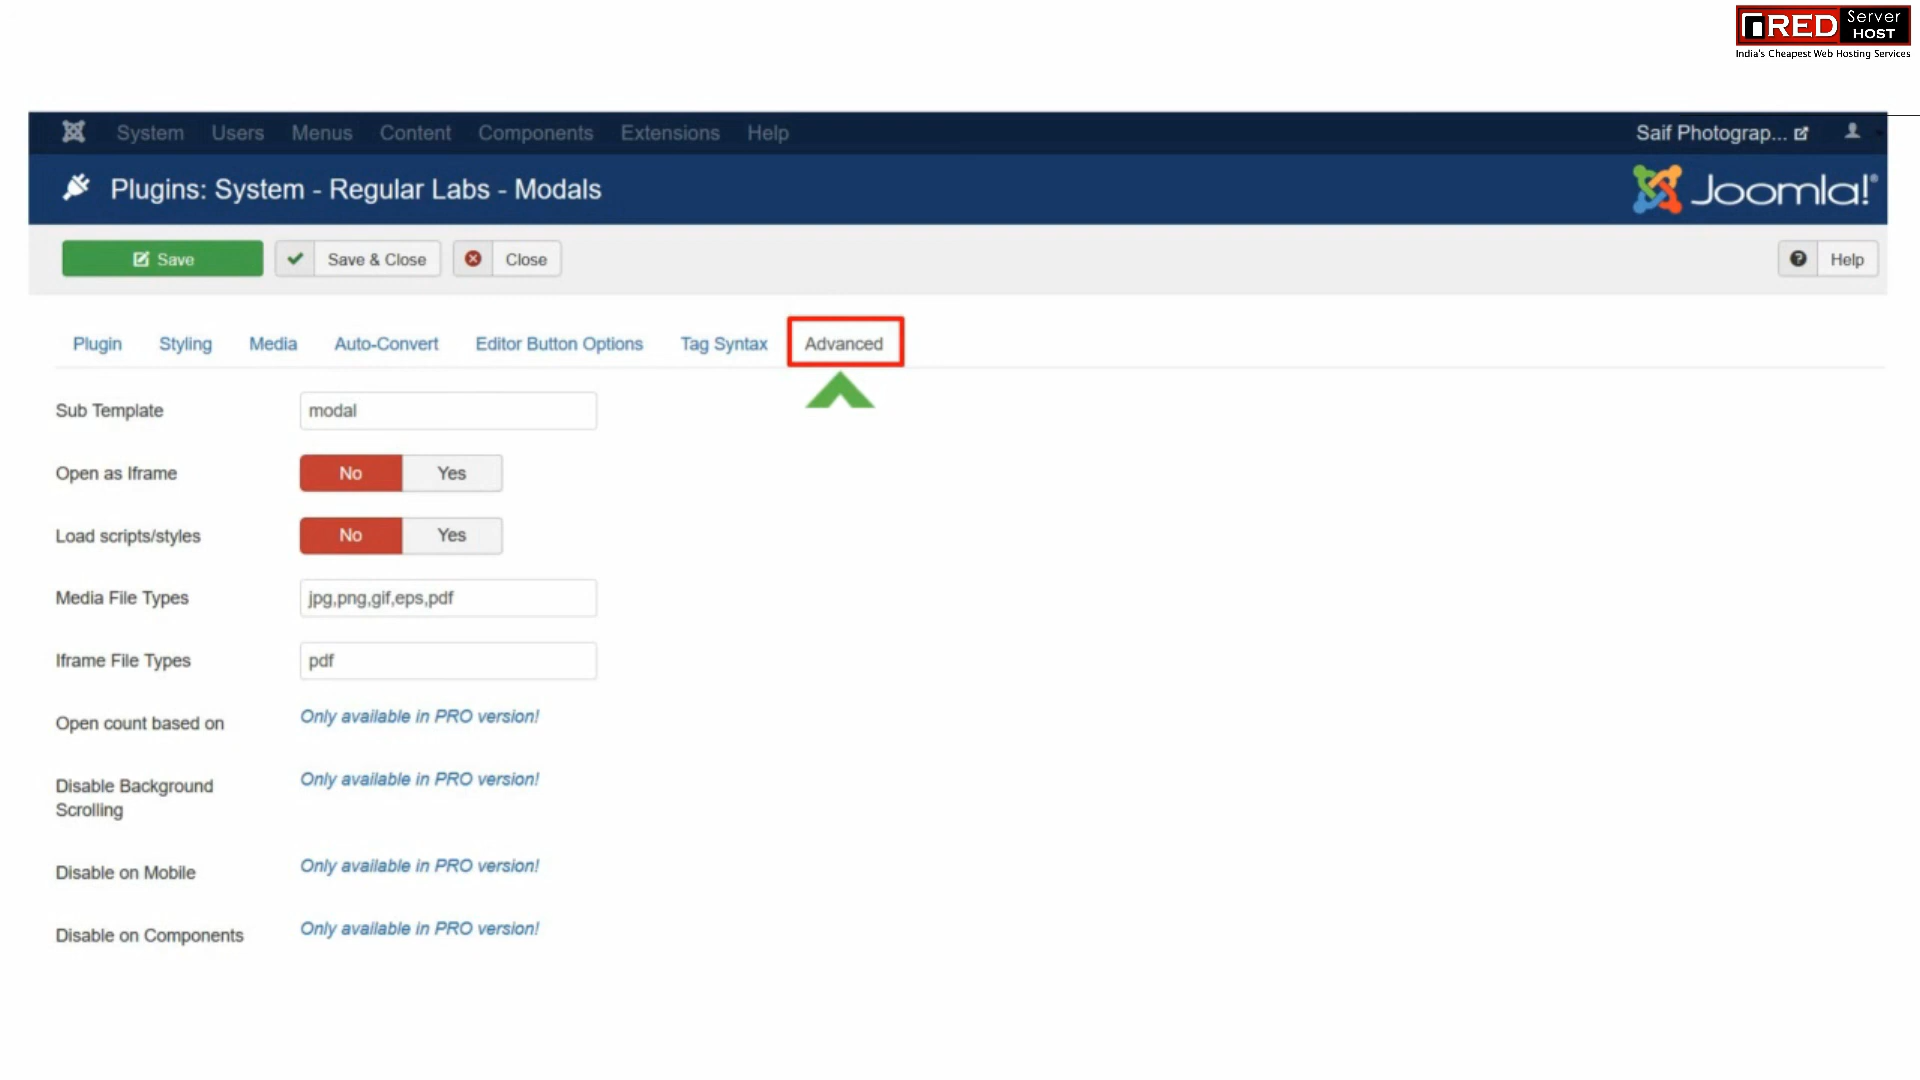 RED Server HOST
India's Cheapest Web Hosting Services
System Users Menus Content Components Extensions Help Saif Photograp...
Plugins: System - Regular Labs - Modals Joomla!®
Save Save & Close Close Help
Plugin Styling Media Auto-Convert Editor Button Options Tag Syntax Advanced
Sub Template modal
Open as Iframe No Yes
Load scripts/styles No Yes
Media File Types jpg,png,gif,eps,pdf
Iframe File Types pdf
Open count based on Only available in PRO version!
Disable Background Only available in PRO version!
Scrolling
Disable on Mobile Only available in PRO version!
Disable on Components Only available in PRO version!